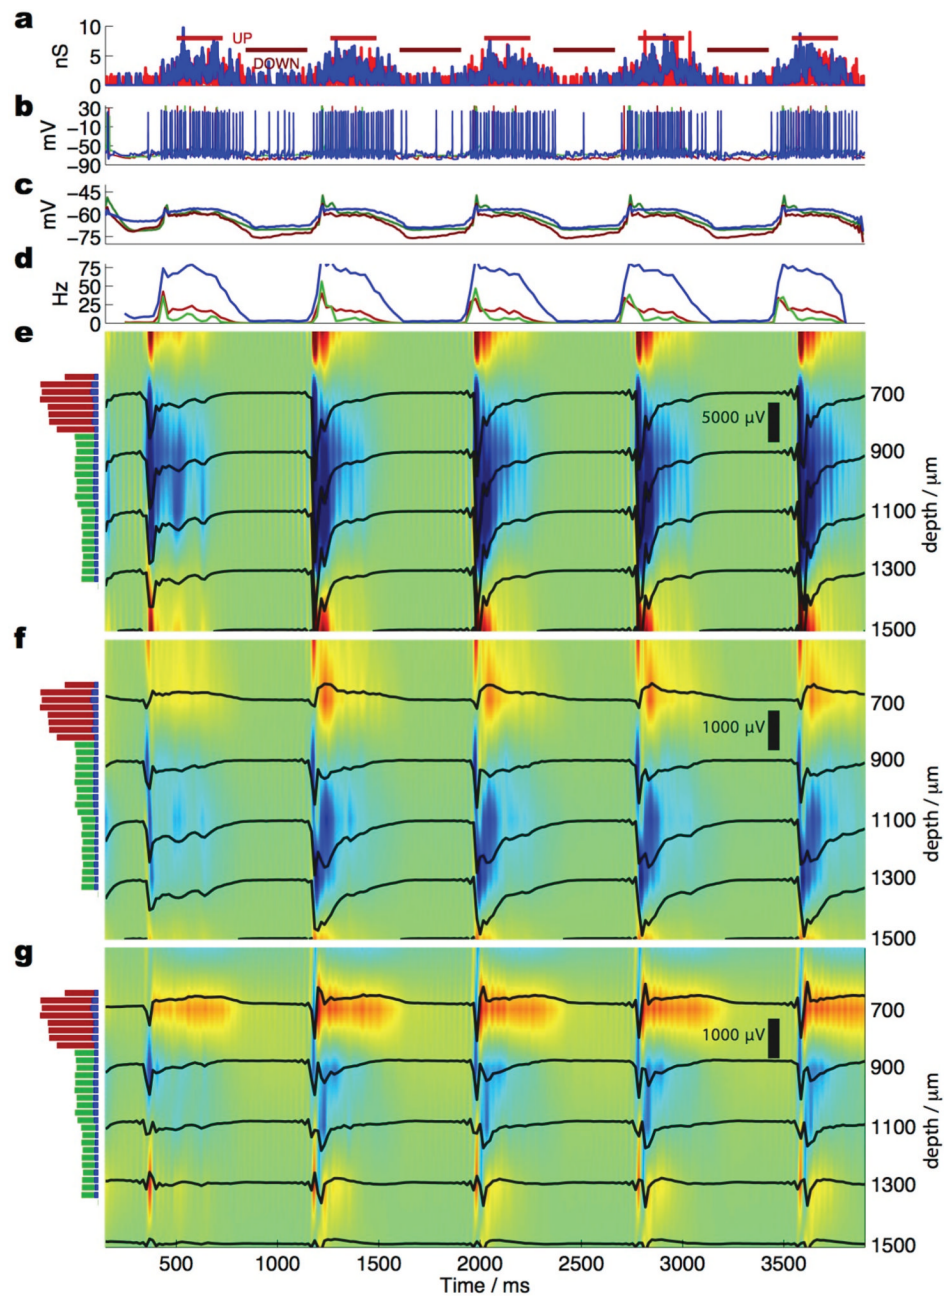 a
10
5
0
nS
UP
DOWN
b
30
−10
−50
−90
mV
c
−45
−60
−75
mV
d
75
50
25
0
Hz
e
700
5000 µV
900
1100
1300
1500
depth / µm
f
700
1000 µV
900
1100
1300
1500
depth / µm
g
700
1000 µV
900
1100
1300
1500
depth / µm
500
1000
1500
2000
2500
3000
3500
Time / ms